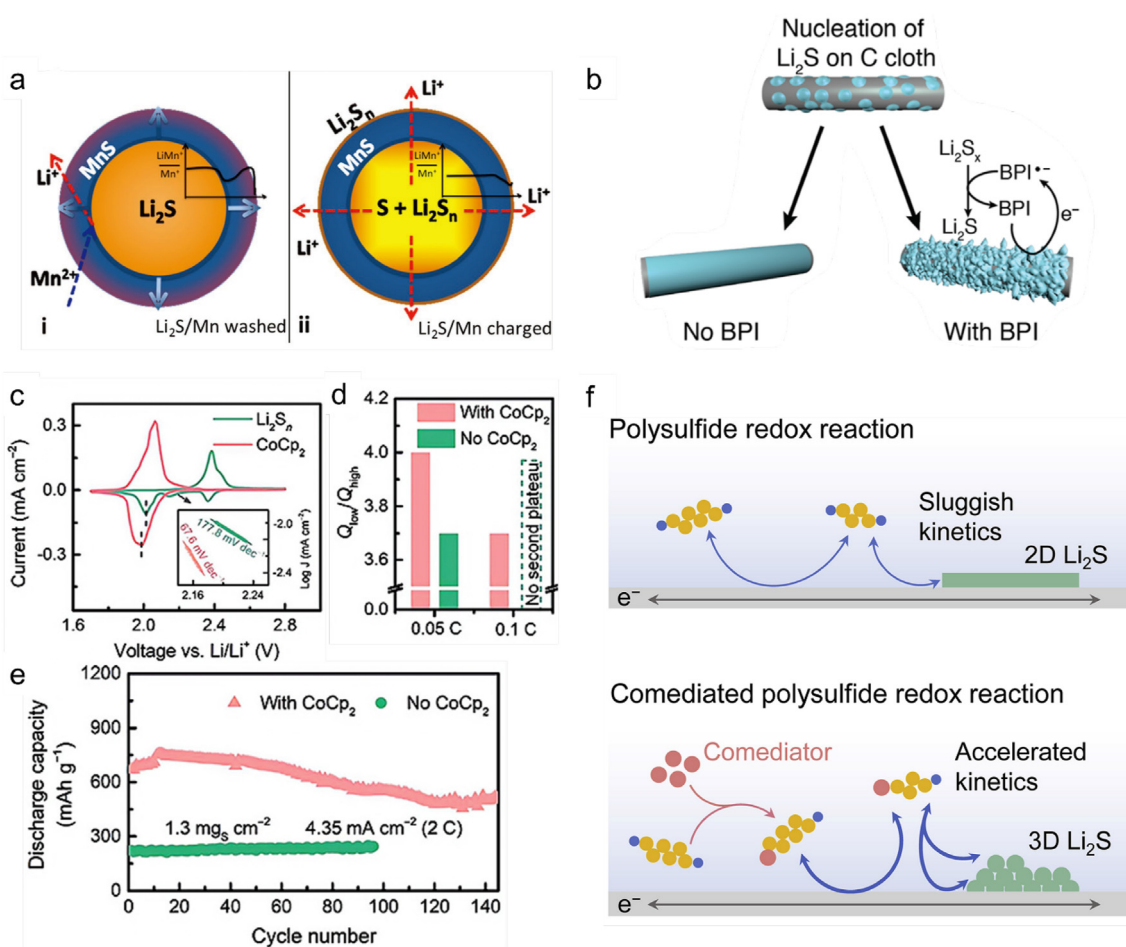 a
MnS
Li⁺
Li₂S
Mn²⁺
LiMn⁺
Mn⁺
i
Li₂S/Mn washed
Li⁺
Li₂Sₙ
MnS
LiMn⁺
Mn⁺
Li⁺
S + Li₂Sₙ
Li⁺
ii
Li₂S/Mn charged
b
Nucleation of
Li₂S on C cloth
Li₂Sₓ
BPI•−
BPI
e⁻
Li₂S
No BPI
With BPI
c
Current (mA cm⁻²)
0.3
0.0
-0.3
Li₂Sₙ
CoCp₂
177.8 mV dec⁻¹
67.6 mV dec⁻¹
-2.0
-2.4
Log J (mA cm⁻²)
2.16 2.24
1.6 2.0 2.4 2.8
Voltage vs. Li/Li⁺ (V)
d
Q_low/Q_high
4.2
4.0
3.8
3.6
0.0
With CoCp₂
No CoCp₂
No second plateau
0.05 C 0.1 C
e
Discharge capacity
(mAh g⁻¹)
1200
900
600
300
0
With CoCp₂ No CoCp₂
1.3 mg_S cm⁻² 4.35 mA cm⁻² (2 C)
0 20 40 60 80 100 120 140
Cycle number
f
Polysulfide redox reaction
Sluggish
kinetics
2D Li₂S
e⁻
Comediated polysulfide redox reaction
Comediator
Accelerated
kinetics
3D Li₂S
e⁻